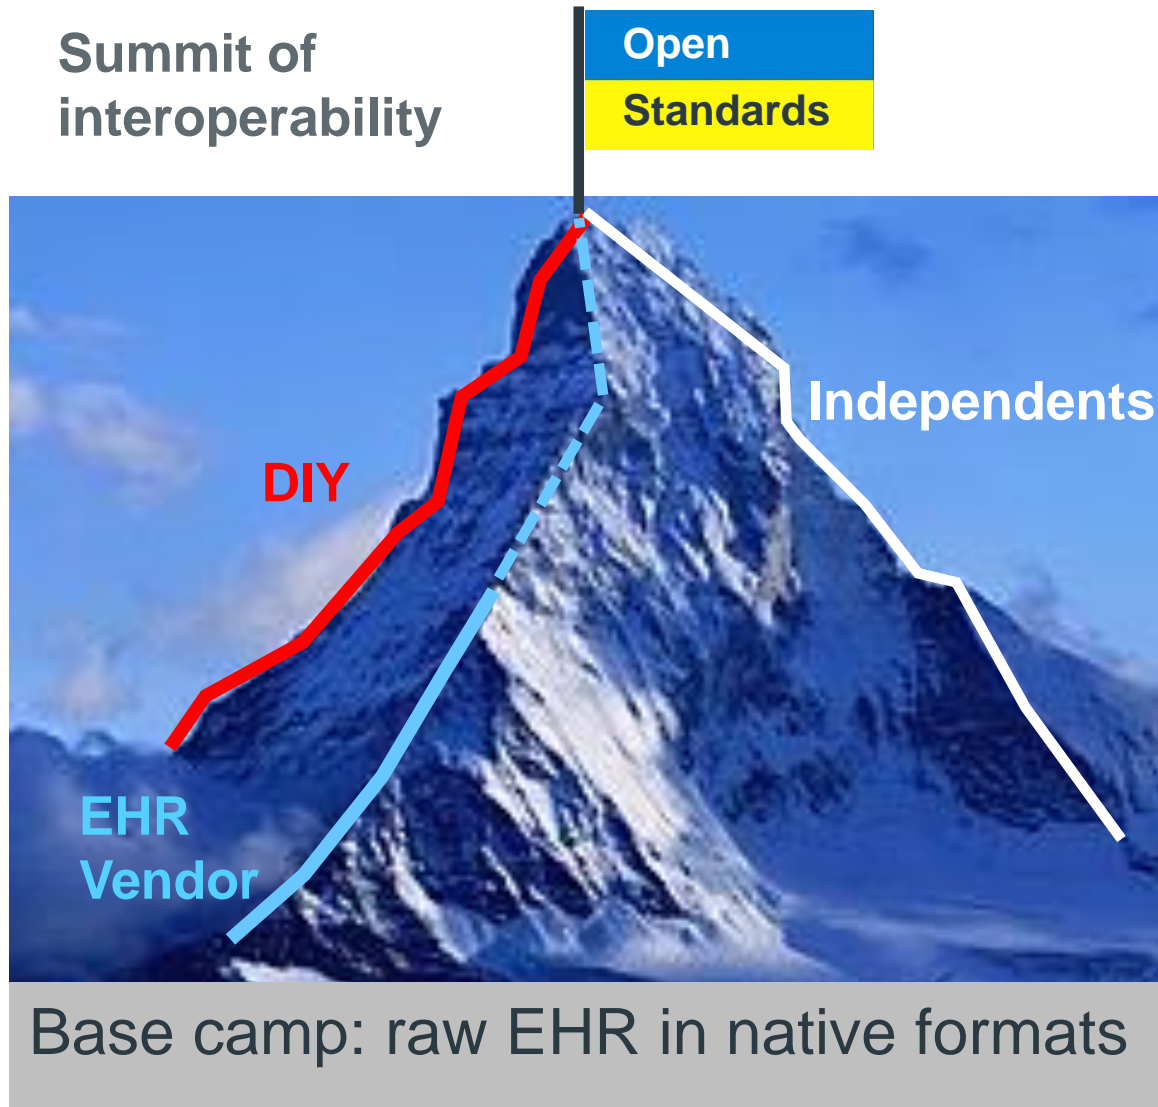 Summit of
interoperability
Open
Standards
Independents
DIY
EHR
Vendor
Base camp: raw EHR in native formats